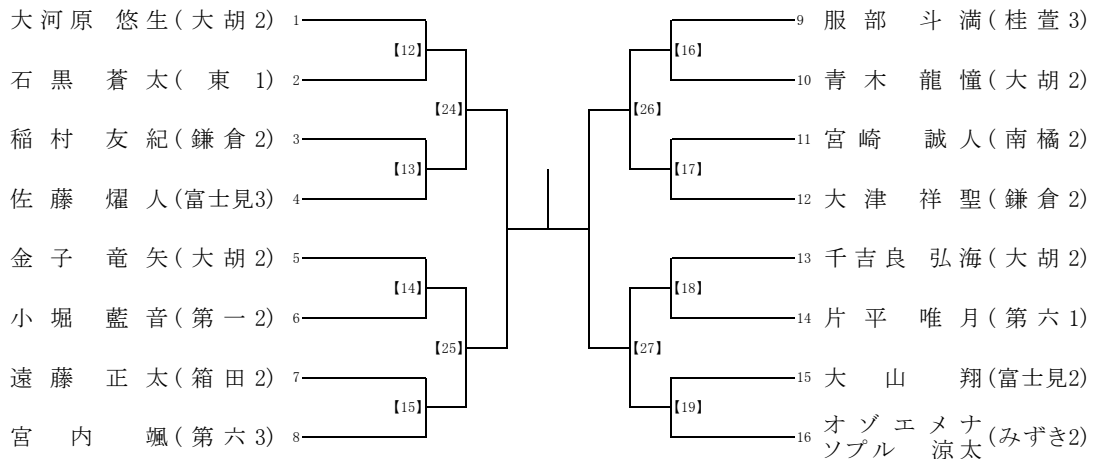 大河原 悠生(大胡2) 1
【12】
石黒 蒼太(東 1) 2
【24】
稲村 友紀(鎌倉2) 3
【13】
佐藤 燿人(富士見3) 4
金子 竜矢(大胡2) 5
【14】
小堀 藍音(第一2) 6
【25】
遠藤 正太(箱田2) 7
【15】
宮内 颯(第六3) 8
9 服部 斗満(桂萱3)
【16】
10 青木 龍憧(大胡2)
【26】
11 宮崎 誠人(南橘2)
【17】
12 大津 祥聖(鎌倉2)
13 千吉良 弘海(大胡2)
【18】
14 片平 唯月(第六1)
【27】
15 大山 翔(富士見2)
【19】
16 オゾエメナ
ソプル 涼太(みずき2)